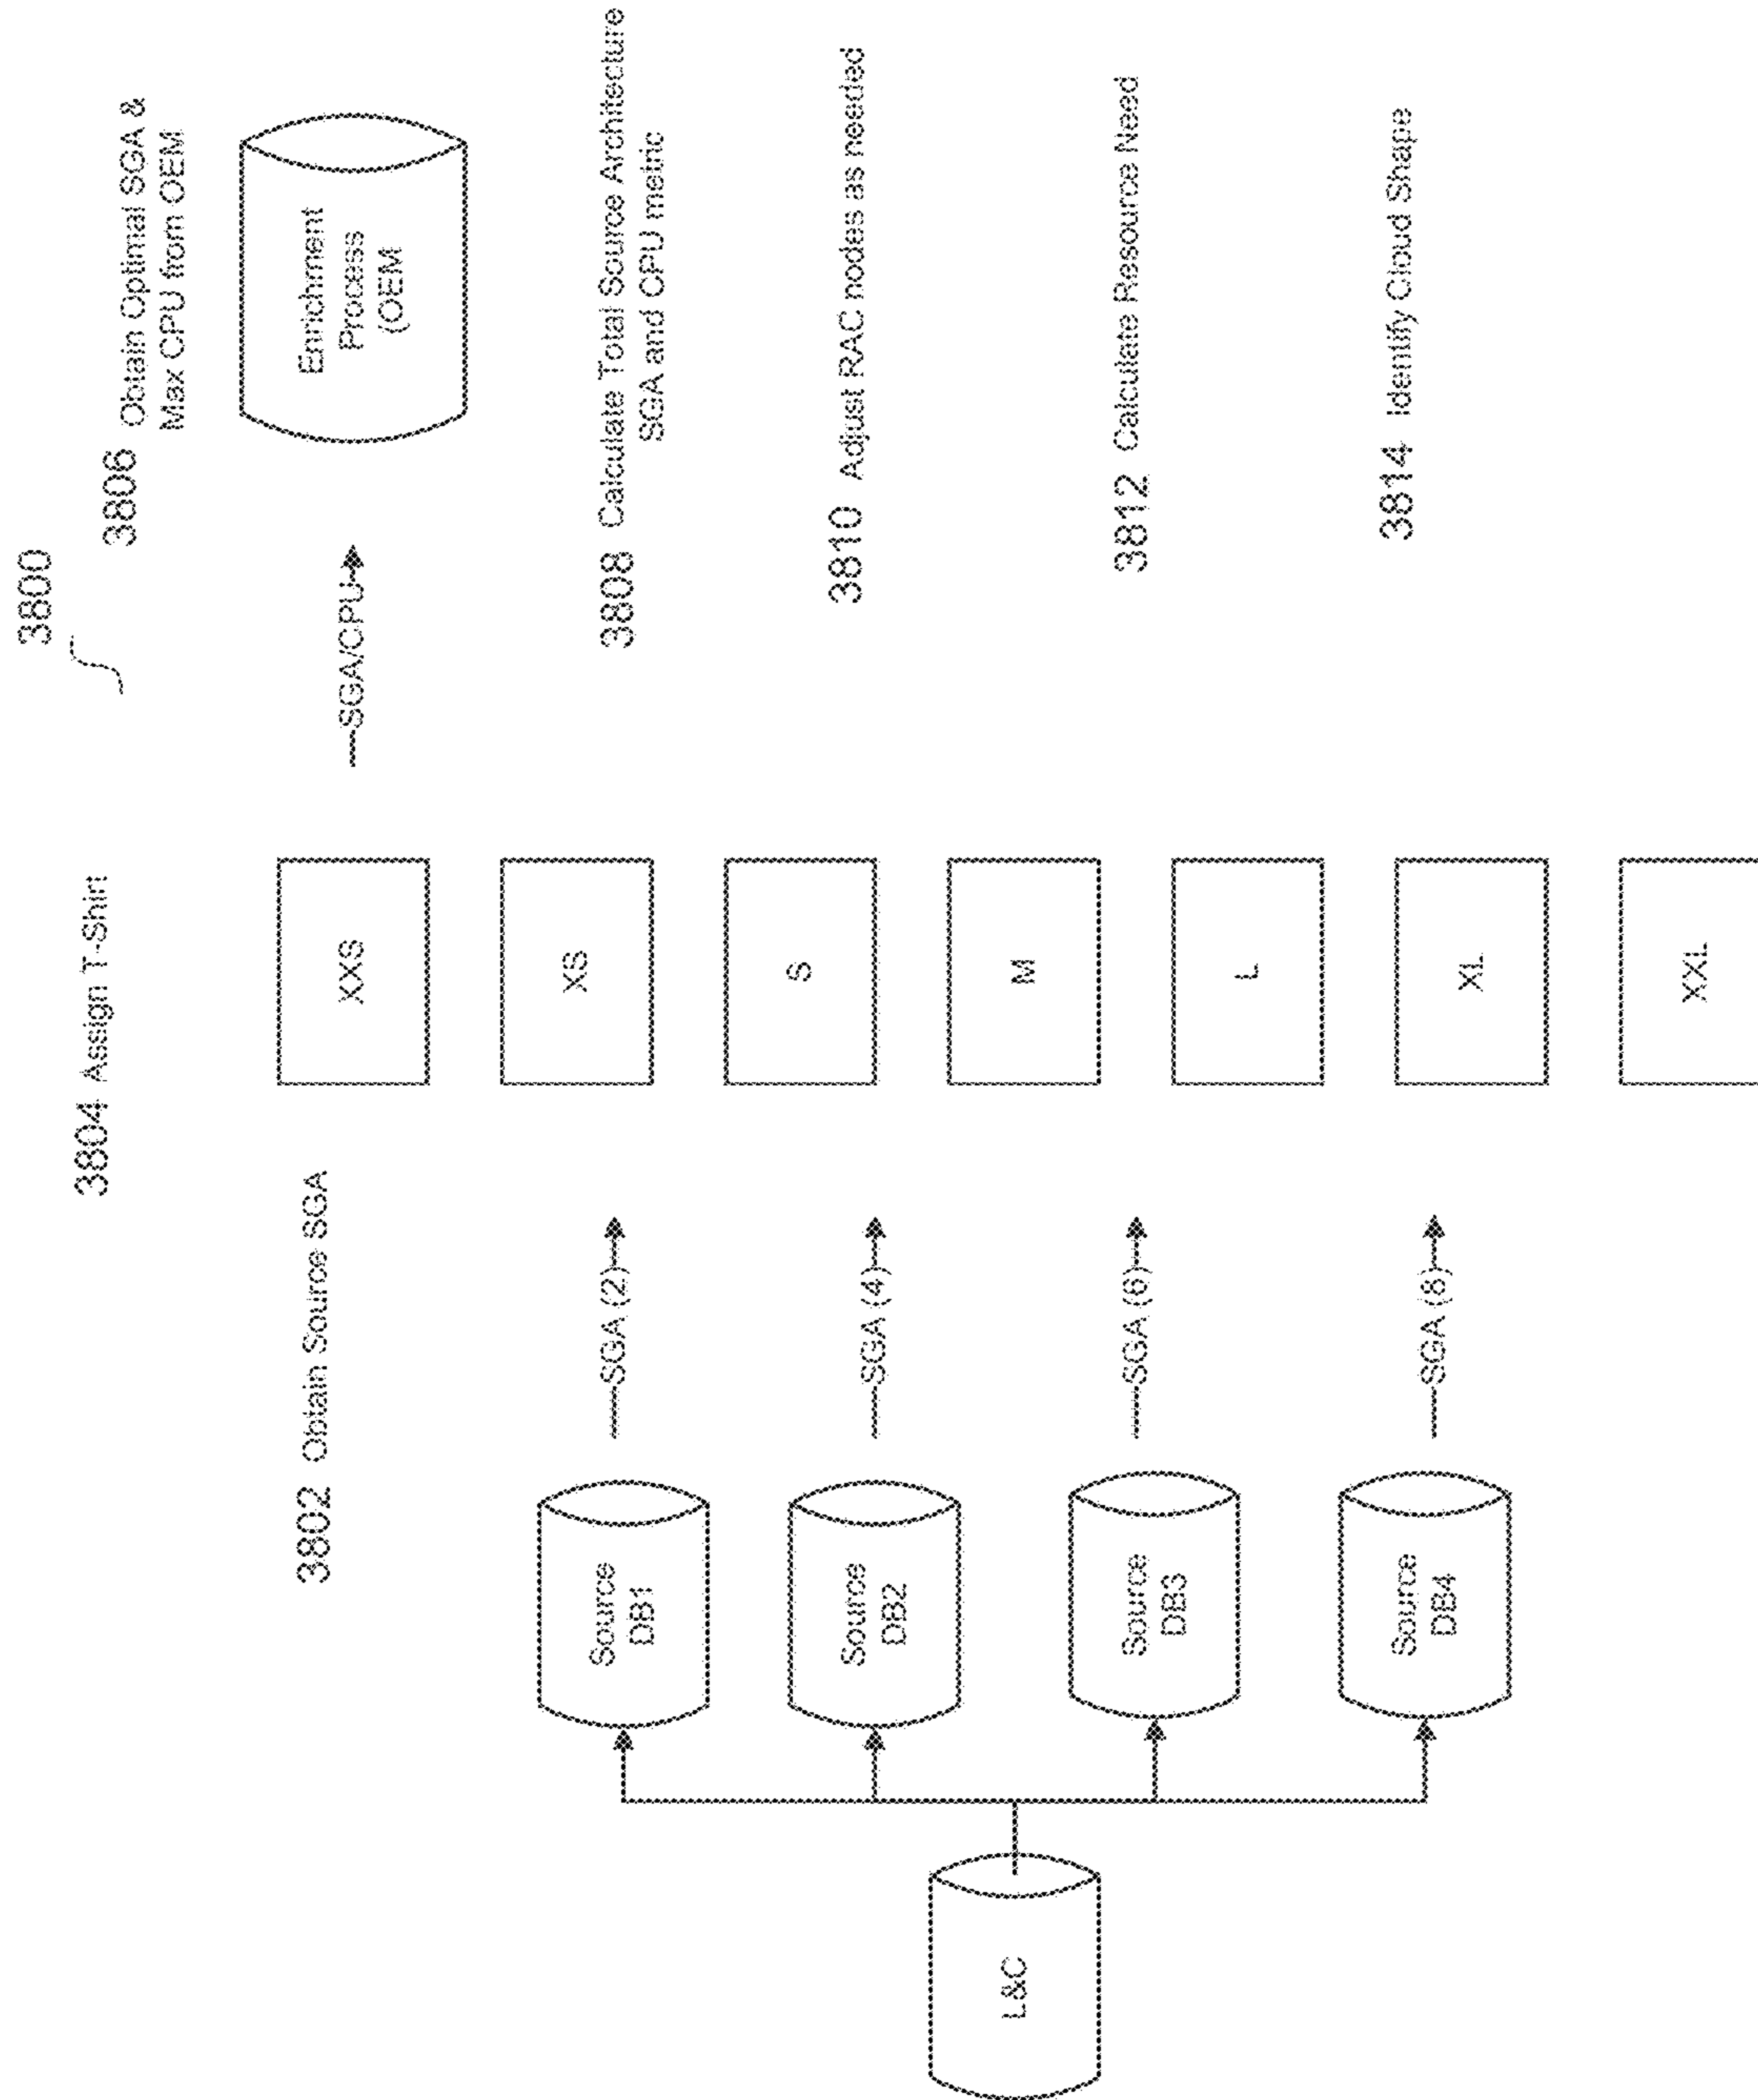 3800
3802 Obtain Source SGA
3804 Assign T-Shirt
3806 Obtain Optimal SGA &
Max CPU from OEM
L&C
Source
DB1
SGA (2)
Source
DB2
SGA (4)
Source
DB3
SGA (6)
Source
DB4
SGA (8)
XXS
XS
S
M
L
XL
XXL
SGA/CPU
Enrichment
Process
(OEM
3808 Calculate Total Source Architecture
SGA and CPU metric
3810 Adjust RAC nodes as needed
3812 Calculate Resource Need
3814 Identify Cloud Shape